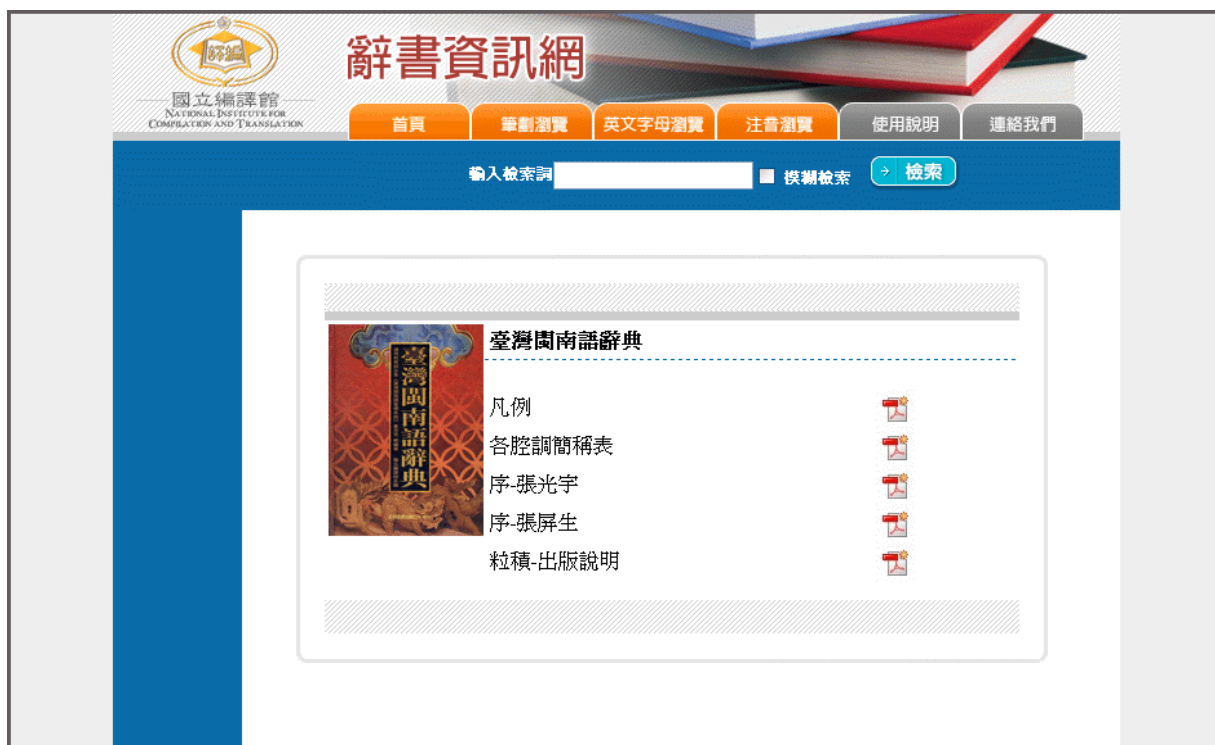 辭書資訊網
國立編譯館
NATIONAL INSTITUTE FOR
COMPILATION AND TRANSLATION
首頁 筆劃瀏覽 英文字母瀏覽 注音瀏覽 使用說明 連絡我們
輸入檢索詞 模糊檢索 檢索
臺灣閩南語辭典
臺灣閩南語辭典
凡例
各腔調簡稱表
序-張光宇
序-張屏生
粒積-出版說明